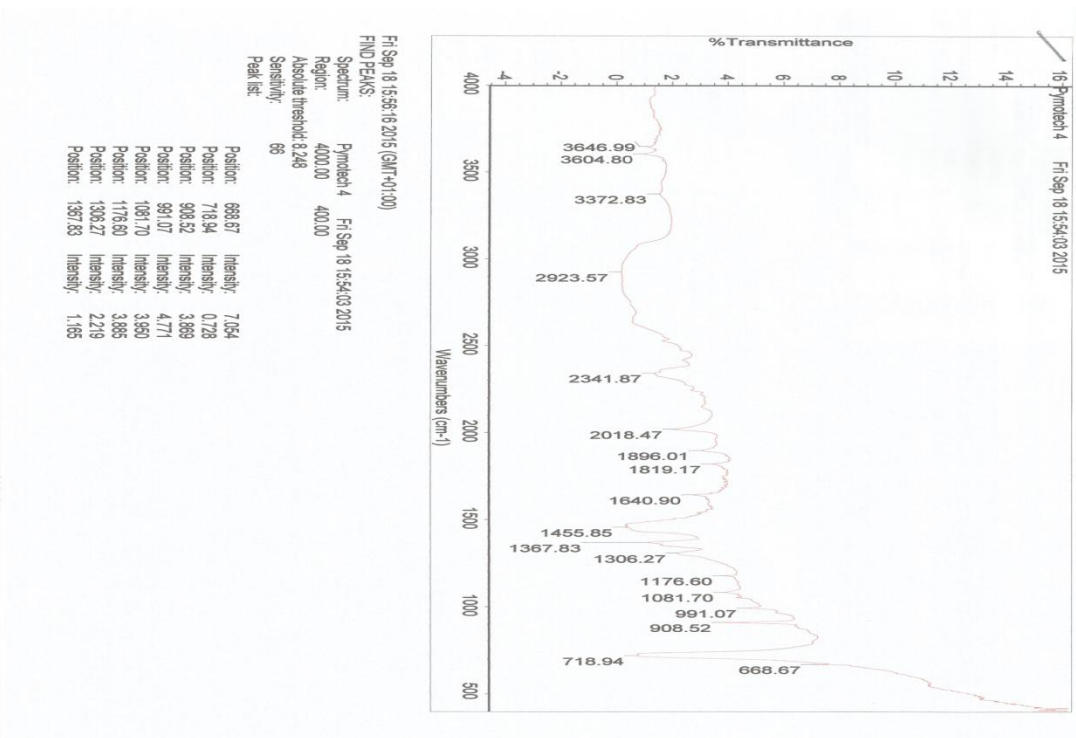 Pymotech 4 Fri Sep 18 15:54:03 2015
%Transmittance
16
14
12
10
8
6
4
2
0
-2
-4
3646.99
3604.80
3372.83
2923.57
2341.87
2018.47
1896.01
1819.17
1640.90
1455.85
1367.83
1306.27
1176.60
1081.70
991.07
908.52
718.94
668.67
4000 3500 3000 2500 2000 1500 1000 500
Wavenumbers (cm-1)
Fri Sep 18 15:56:16 2015 (GMT+01:00)
FIND PEAKS:
Spectrum: Pymotech 4 Fri Sep 18 15:54:03 2015
Region: 4000.00 400.00
Absolute threshold: 8.248
Sensitivity: 66
Peak list:
Position: 668.67 Intensity: 7.054
Position: 718.94 Intensity: 0.728
Position: 908.52 Intensity: 3.869
Position: 991.07 Intensity: 4.771
Position: 1081.70 Intensity: 3.950
Position: 1176.60 Intensity: 3.885
Position: 1306.27 Intensity: 2.219
Position: 1367.83 Intensity: 1.165